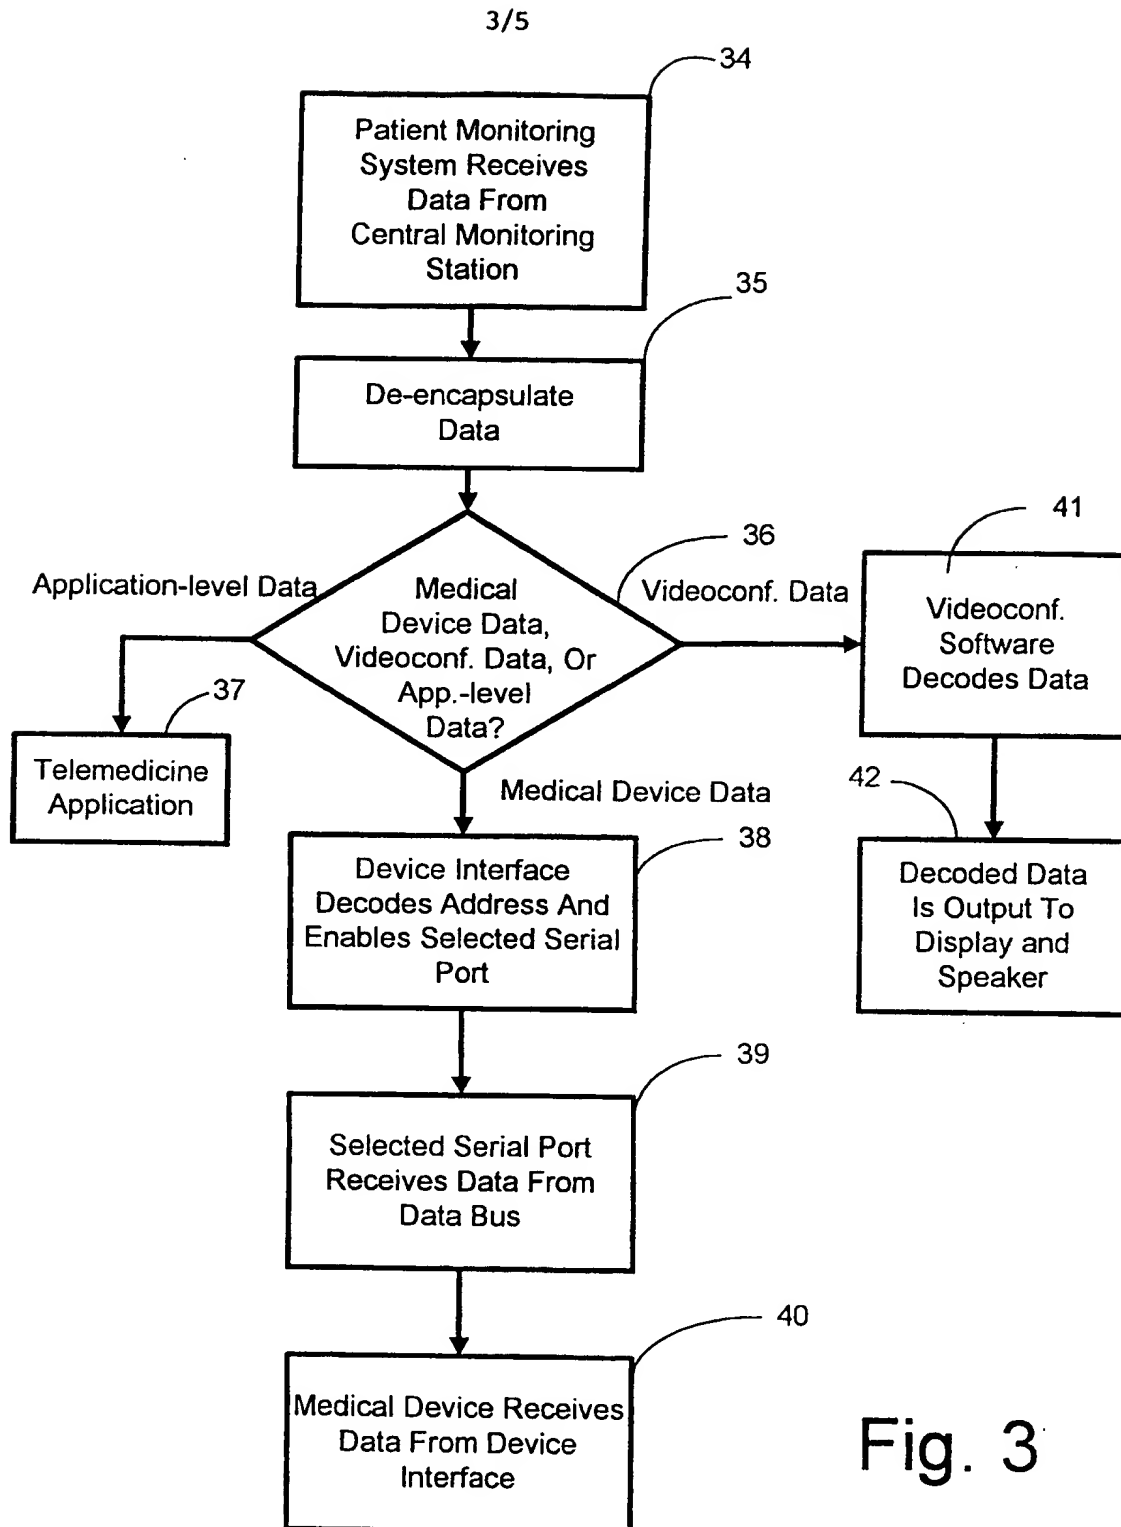 3/5
34
Patient Monitoring
System Receives
Data From
Central Monitoring
Station
35
De-encapsulate
Data
36
Medical
Device Data,
Videoconf. Data, Or
App.-level
Data?
Application-level Data
37
Telemedicine
Application
Videoconf. Data
41
Videoconf.
Software
Decodes Data
42
Decoded Data
Is Output To
Display and
Speaker
Medical Device Data
38
Device Interface
Decodes Address And
Enables Selected Serial
Port
39
Selected Serial Port
Receives Data From
Data Bus
40
Medical Device Receives
Data From Device
Interface
Fig. 3